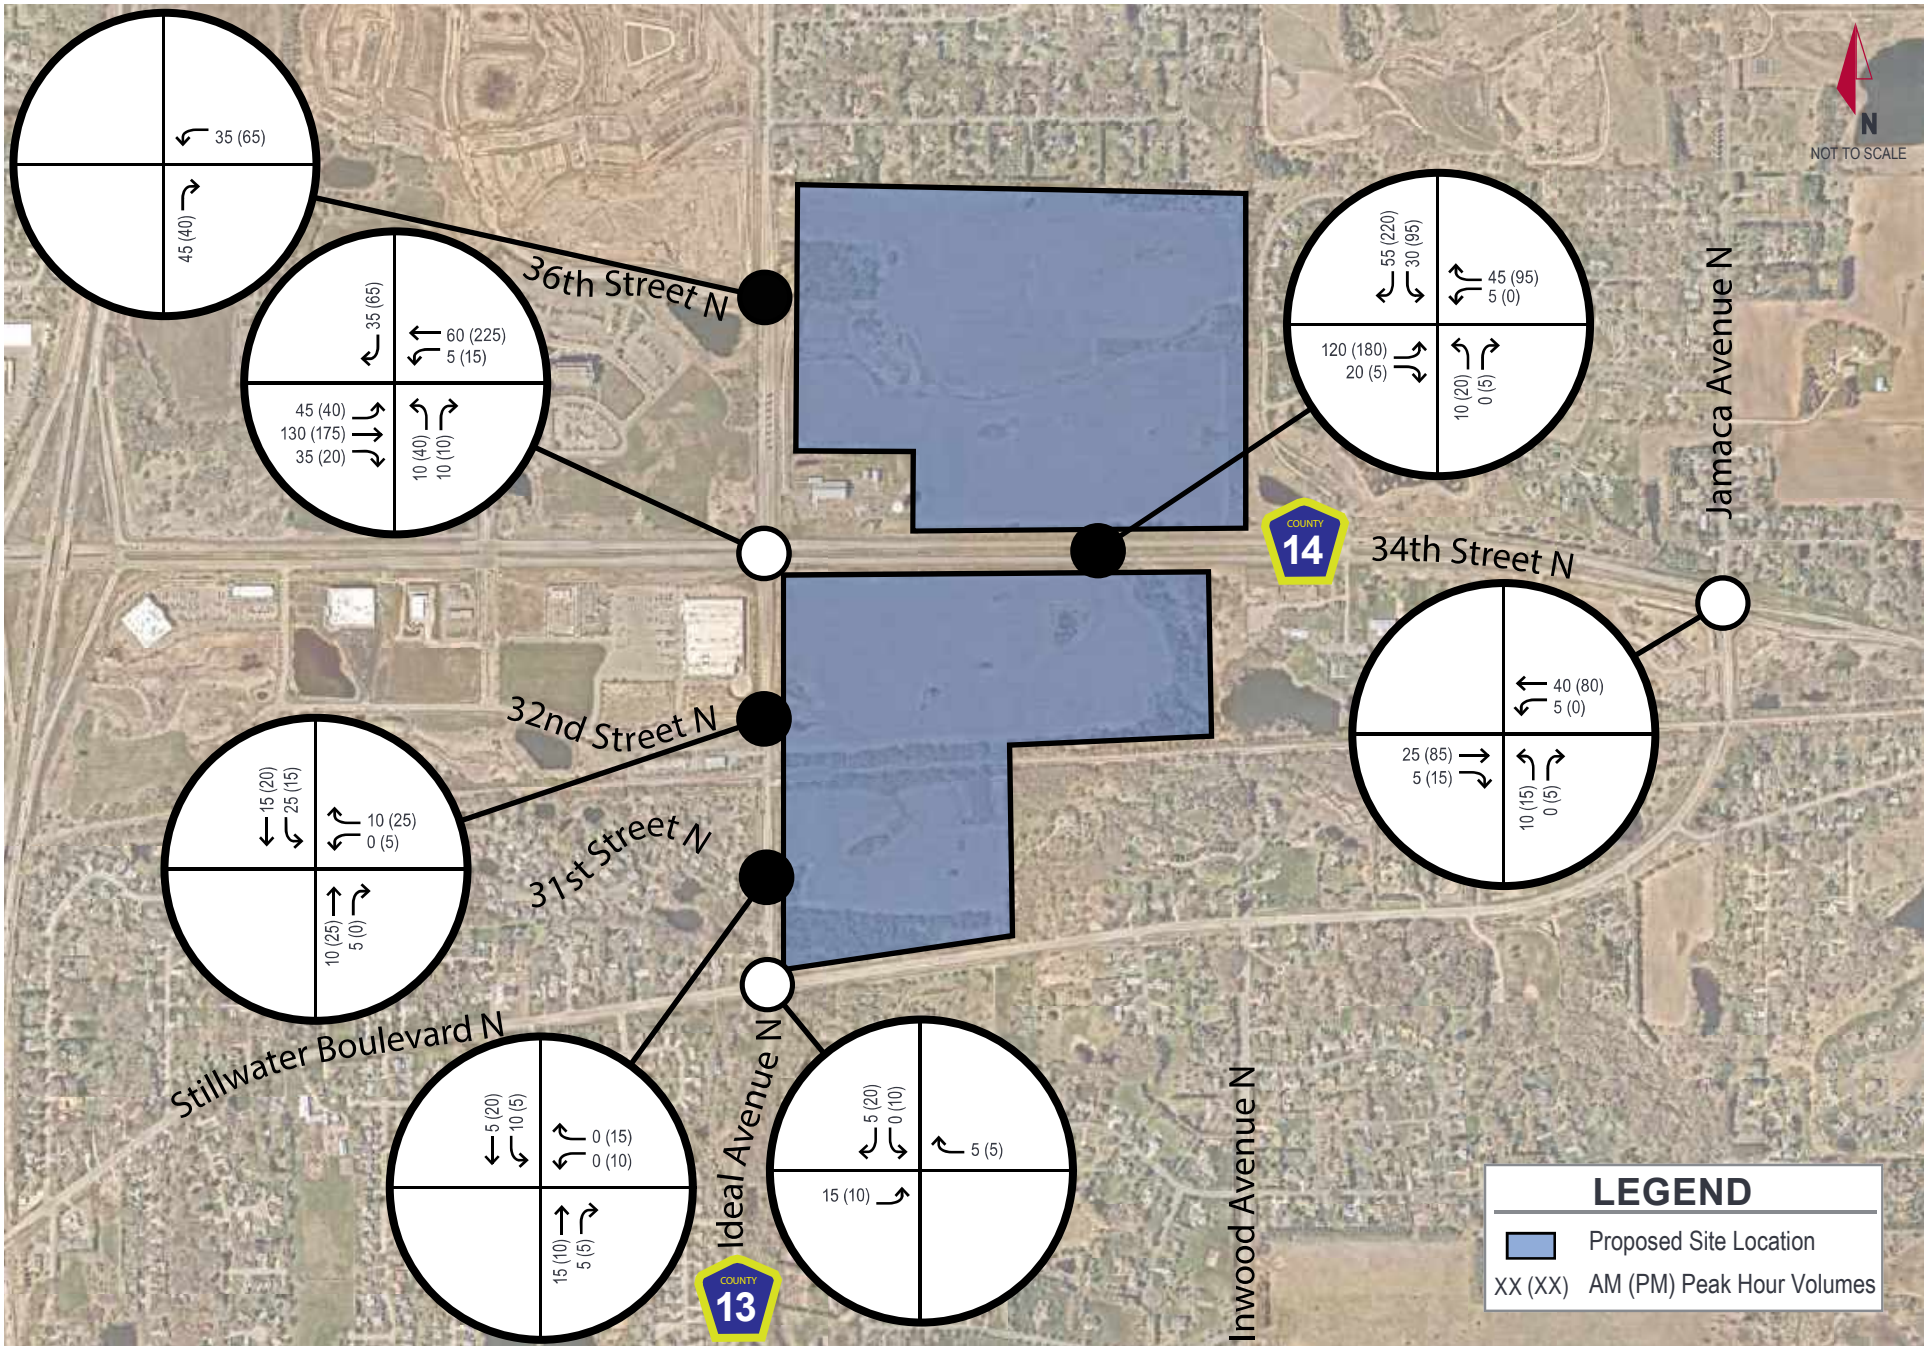 N
NOT TO SCALE
35 (65)
45 (40)
36th Street N
35 (65)
60 (225)
5 (15)
45 (40)
130 (175)
35 (20)
10 (40)
10 (10)
55 (220)
30 (95)
45 (95)
5 (0)
120 (180)
20 (5)
10 (20)
0 (5)
Jamaca Avenue N
COUNTY
14
34th Street N
40 (80)
5 (0)
25 (85)
5 (15)
10 (15)
0 (5)
32nd Street N
15 (20)
25 (15)
10 (25)
0 (5)
10 (25)
5 (0)
31st Street N
Stillwater Boulevard N
5 (20)
10 (5)
0 (15)
0 (10)
15 (10)
5 (5)
Ideal Avenue N
COUNTY
13
5 (20)
0 (10)
5 (5)
15 (10)
Inwood Avenue N
LEGEND
Proposed Site Location
XX (XX) AM (PM) Peak Hour Volumes